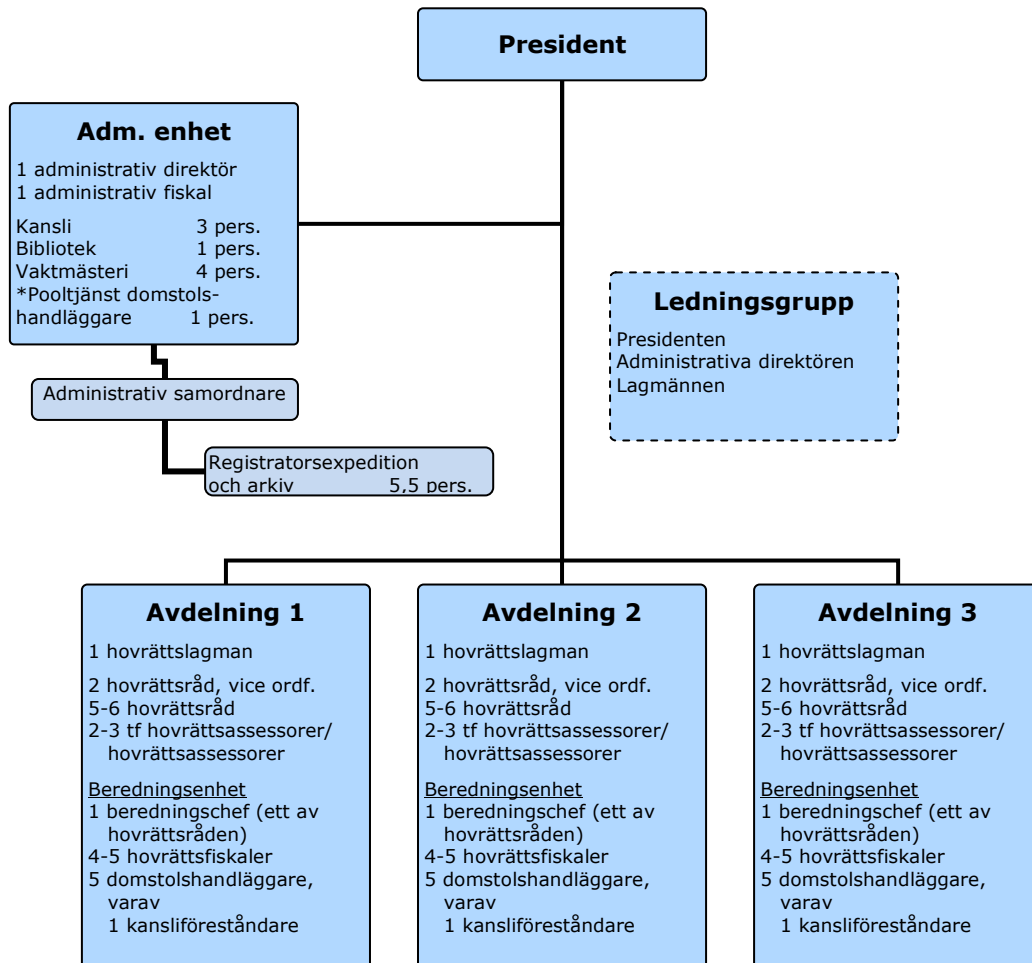 President
Adm. enhet
1 administrativ direktör
1 administrativ fiskal
Kansli 3 pers.
Bibliotek 1 pers.
Vaktmästeri 4 pers.
*Pooltjänst domstols-
handläggare 1 pers.
Ledningsgrupp
Presidenten
Administrativa direktören
Lagmännen
Administrativ samordnare
Registratorsexpedition
och arkiv 5,5 pers.
Avdelning 1
1 hovrättslagman
2 hovrättsråd, vice ordf.
5-6 hovrättsråd
2-3 tf hovrättsassessorer/
hovrättsassessorer
Beredningsenhet
1 beredningschef (ett av
hovrättsråden)
4-5 hovrättsfiskaler
5 domstolshandläggare,
varav
1 kansliföreståndare
Avdelning 2
1 hovrättslagman
2 hovrättsråd, vice ordf.
5-6 hovrättsråd
2-3 tf hovrättsassessorer/
hovrättsassessorer
Beredningsenhet
1 beredningschef (ett av
hovrättsråden)
4-5 hovrättsfiskaler
5 domstolshandläggare,
varav
1 kansliföreståndare
Avdelning 3
1 hovrättslagman
2 hovrättsråd, vice ordf.
5-6 hovrättsråd
2-3 tf hovrättsassessorer/
hovrättsassessorer
Beredningsenhet
1 beredningschef (ett av
hovrättsråden)
4-5 hovrättsfiskaler
5 domstolshandläggare,
varav
1 kansliföreståndare